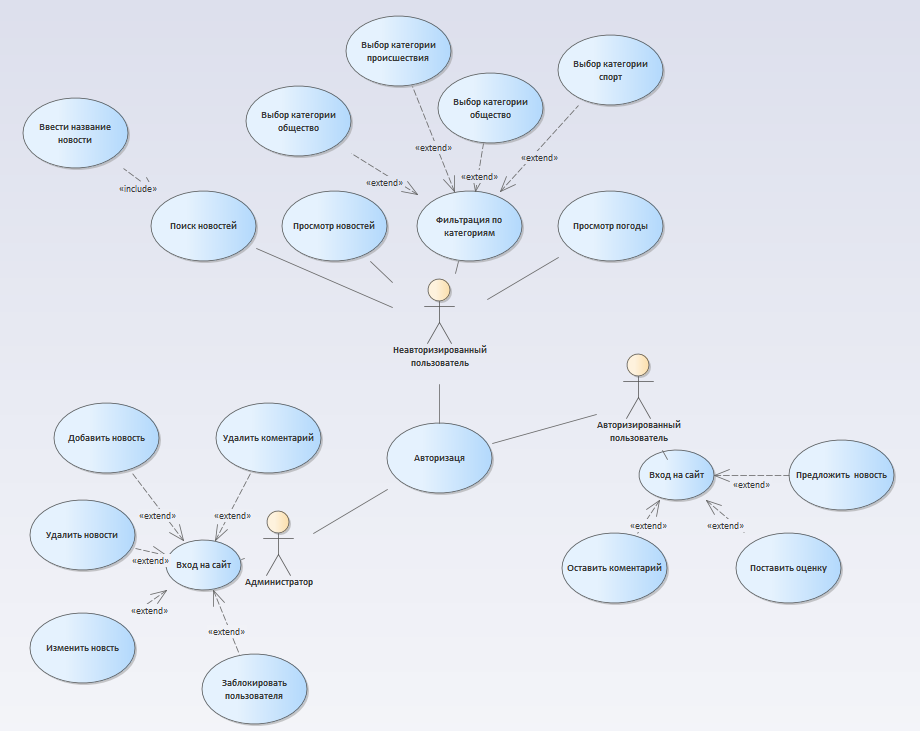 Выбор категории
происшествия
Выбор категории
спорт
Выбор категории
общество
Выбор категории
общество
Ввести название
новости
«extend»
«extend»
«extend»
«extend»
«include»
Поиск новостей
Просмотр новостей
Фильтрация по
категориям
Просмотр погоды
Неавторизированный
пользователь
Авторизированный
пользователь
Добавить новость
Удалить коментарий
Авторизаця
Вход на сайт
Предложить новость
«extend»
«extend»
«extend»
Оставить коментарий
Поставить оценку
«extend»
«extend»
Удалить новости
«extend»
Вход на сайт
Администратор
«extend»
Изменить новсть
«extend»
Заблокировать
пользователя